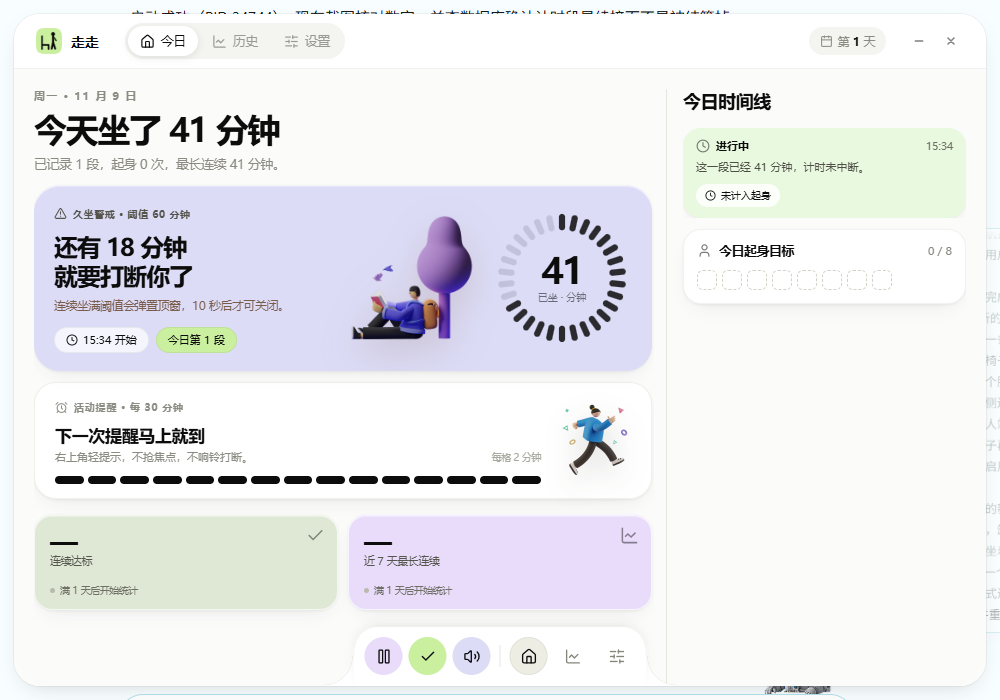 走走
今日
历史
设置
第 1 天
周一 • 11 月 9 日
今天坐了 41 分钟
已记录 1 段，起身 0 次，最长连续 41 分钟。
久坐警戒 • 阈值 60 分钟
还有 18 分钟
就要打断你了
连续坐满阈值会弹置顶窗，10 秒后才可关闭。
15:34 开始
今日第 1 段
41
已坐 · 分钟
活动提醒 • 每 30 分钟
下一次提醒马上就到
右上角轻提示，不抢焦点，不响铃打断。
每格 2 分钟
连续达标
满 1 天后开始统计
近 7 天最长连续
满 1 天后开始统计
今日时间线
进行中
15:34
这一段已经 41 分钟，计时未中断。
未计入起身
今日起身目标
0 / 8